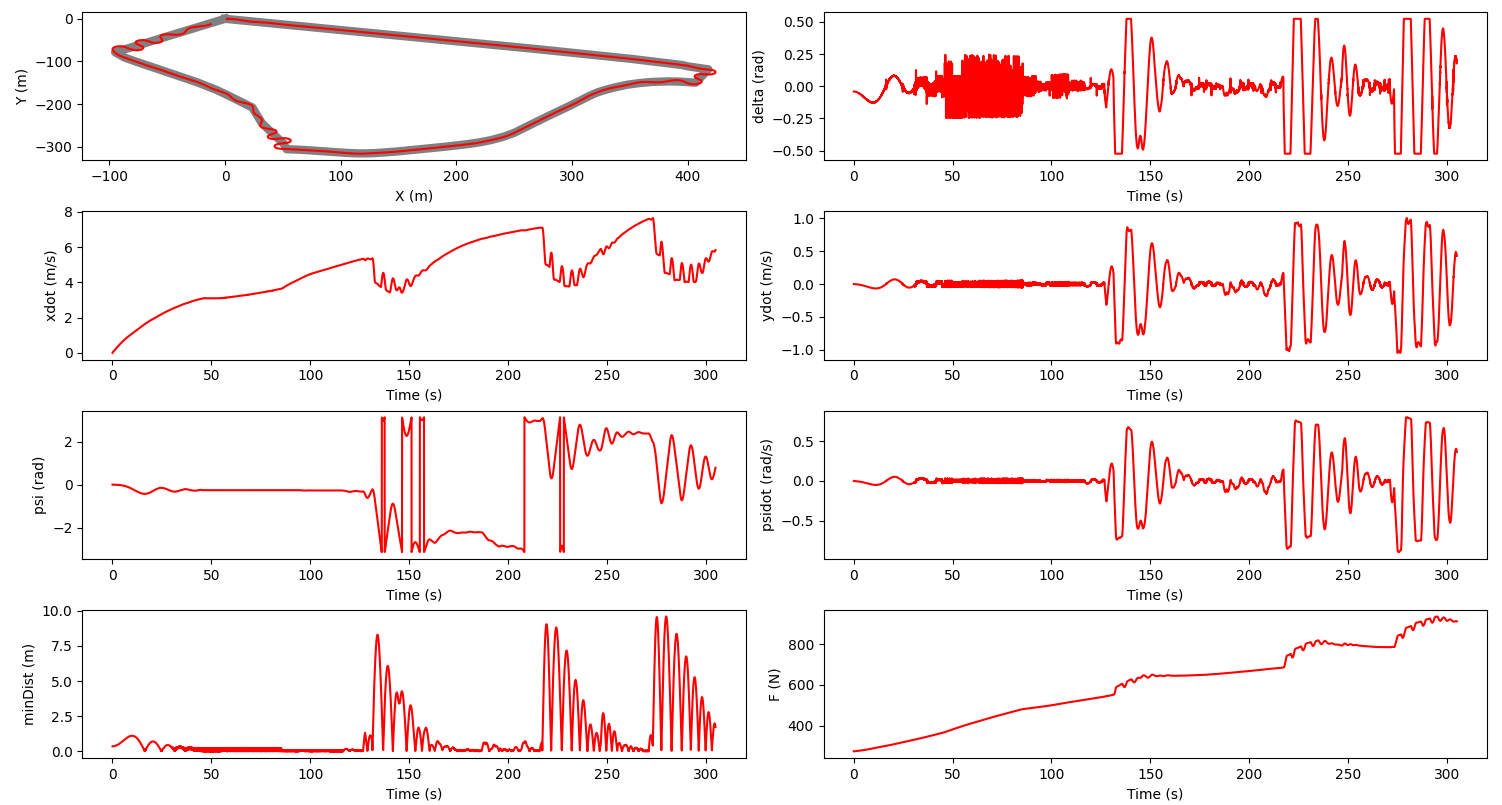 0
−100
−200
−300
Y (m)
−100 0 100 200 300 400
X (m)
0.50
0.25
0.00
−0.25
−0.50
delta (rad)
0 50 100 150 200 250 300
Time (s)
8
6
4
2
0
xdot (m/s)
0 50 100 150 200 250 300
Time (s)
1.0
0.5
0.0
−0.5
−1.0
ydot (m/s)
0 50 100 150 200 250 300
Time (s)
2
0
−2
psi (rad)
0 50 100 150 200 250 300
Time (s)
0.5
0.0
−0.5
psidot (rad/s)
0 50 100 150 200 250 300
Time (s)
10.0
7.5
5.0
2.5
0.0
minDist (m)
0 50 100 150 200 250 300
Time (s)
800
600
400
F (N)
0 50 100 150 200 250 300
Time (s)